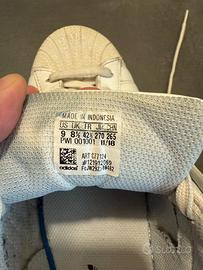 MADE IN INDONESIA
US UK FR JP CHN
9 8½ 42⅔ 270 265
PWI 001001 11/18
ART C77124
adidas
Subito